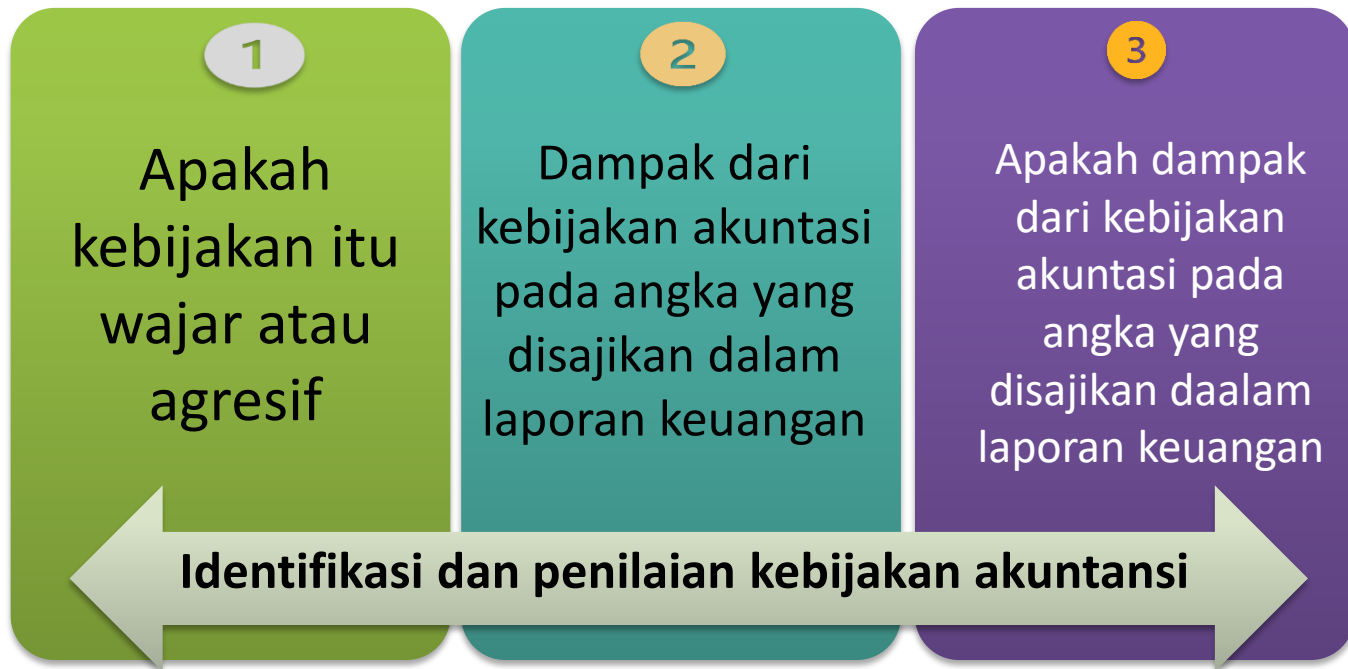 1
Apakah
kebijakan itu
wajar atau
agresif
2
Dampak dari
kebijakan akuntasi
pada angka yang
disajikan dalam
laporan keuangan
3
Apakah dampak
dari kebijakan
akuntasi pada
angka yang
disajikan daalam
laporan keuangan
Identifikasi dan penilaian kebijakan akuntansi